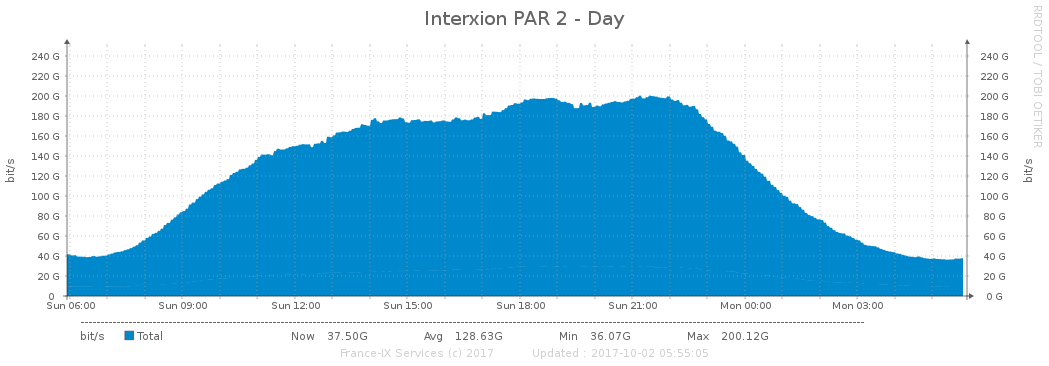 Interxion PAR 2 - Day
RRDTOOL / TOBI OETIKER
240 G 240 G
220 G 220 G
200 G 200 G
180 G 180 G
160 G 160 G
140 G 140 G
120 G 120 G
100 G 100 G
80 G 80 G
60 G 60 G
40 G 40 G
20 G 20 G
0 0 G
bit/s bit/s
Sun 06:00 Sun 09:00 Sun 12:00 Sun 15:00 Sun 18:00 Sun 21:00 Mon 00:00 Mon 03:00
bit/s Total Now 37.50G Avg 128.63G Min 36.07G Max 200.12G
France-IX Services (c) 2017 Updated : 2017-10-02 05:55:05